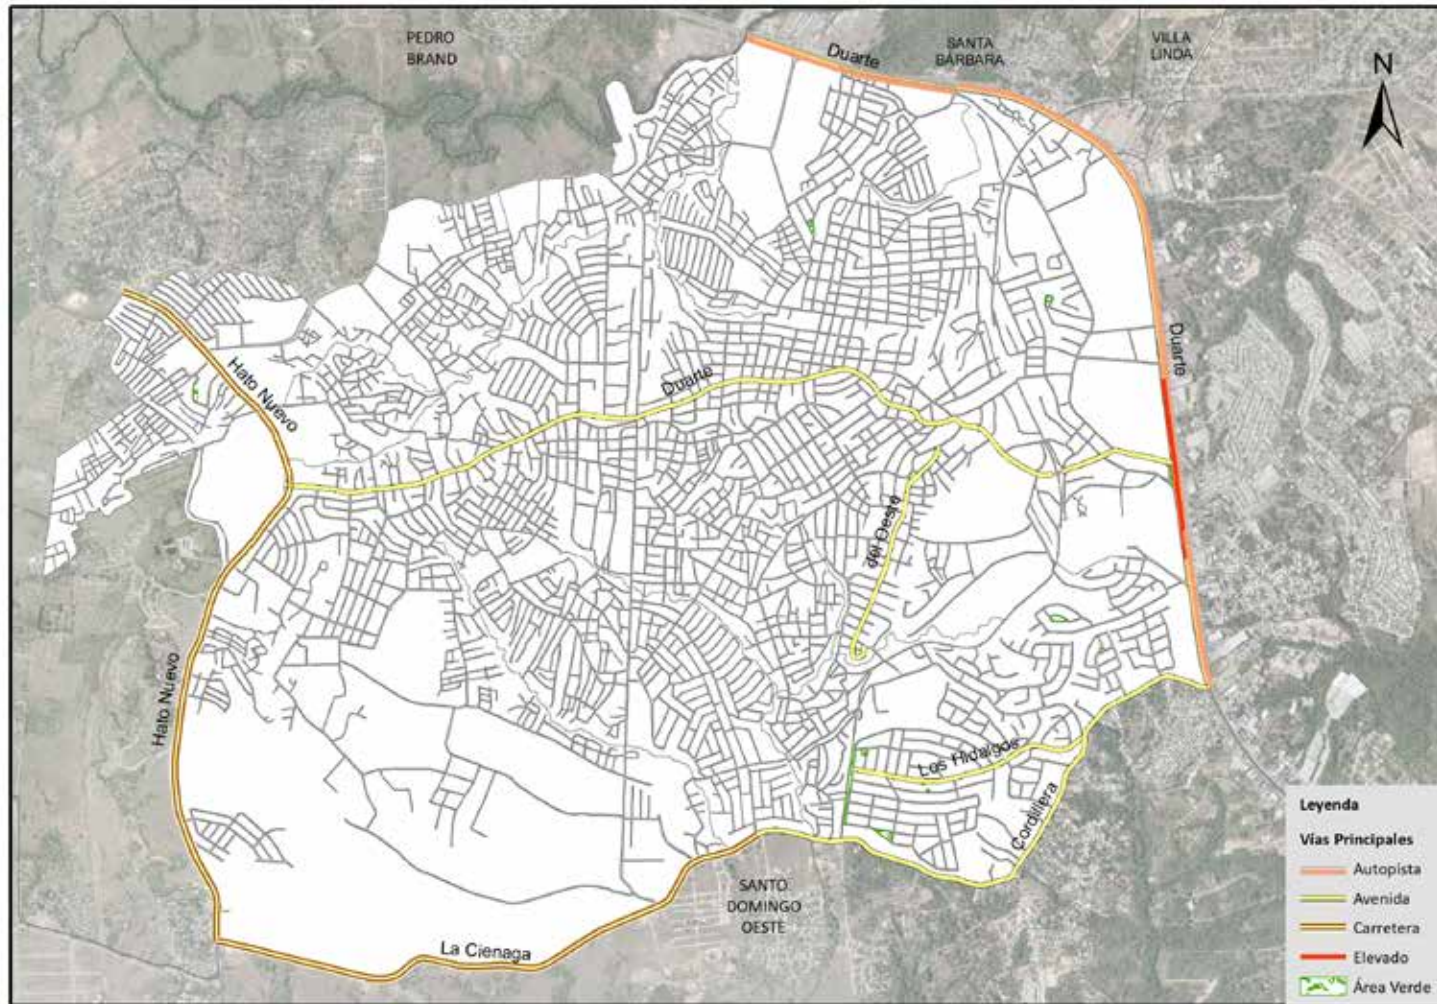 PEDRO
BRAND
Duarte
SANTA
BÁRBARA
VILLA
LINDA
N
Duarte
Hato Nuevo
Duarte
del Oeste
Hato Nuevo
Los Hidalgos
Cordillera
La Cienaga
SANTO
DOMINGO
OESTE
Leyenda
Vías Principales
Autopista
Avenida
Carretera
Elevado
Área Verde